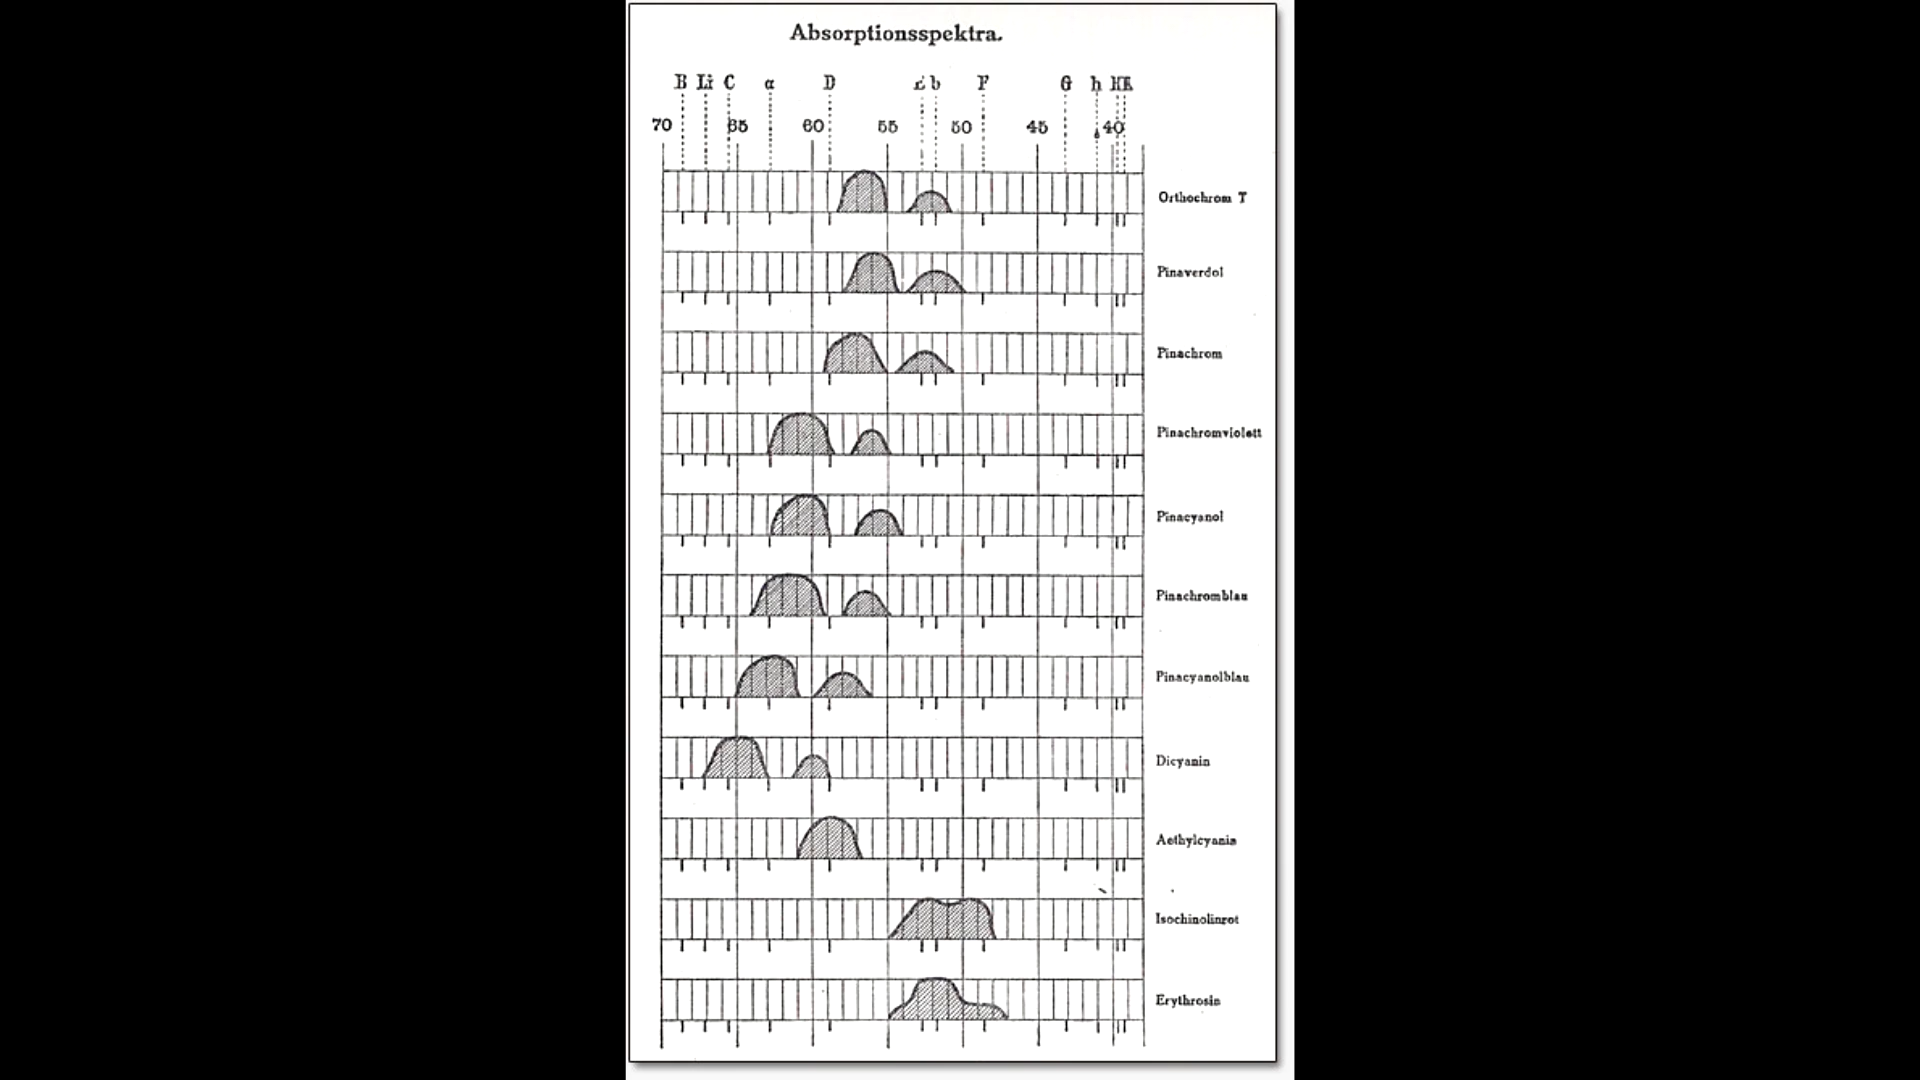 Absorptionsspektra.
B Li C a D E b F G h H K
70 65 60 55 50 45 40
Orthochrom T
Pinaverdol
Pinachrom
Pinachromviolett
Pinacyanol
Pinachromblau
Pinacyanolblau
Dicyanin
Aethylcyanin
Isochinolinrot
Erythrosin